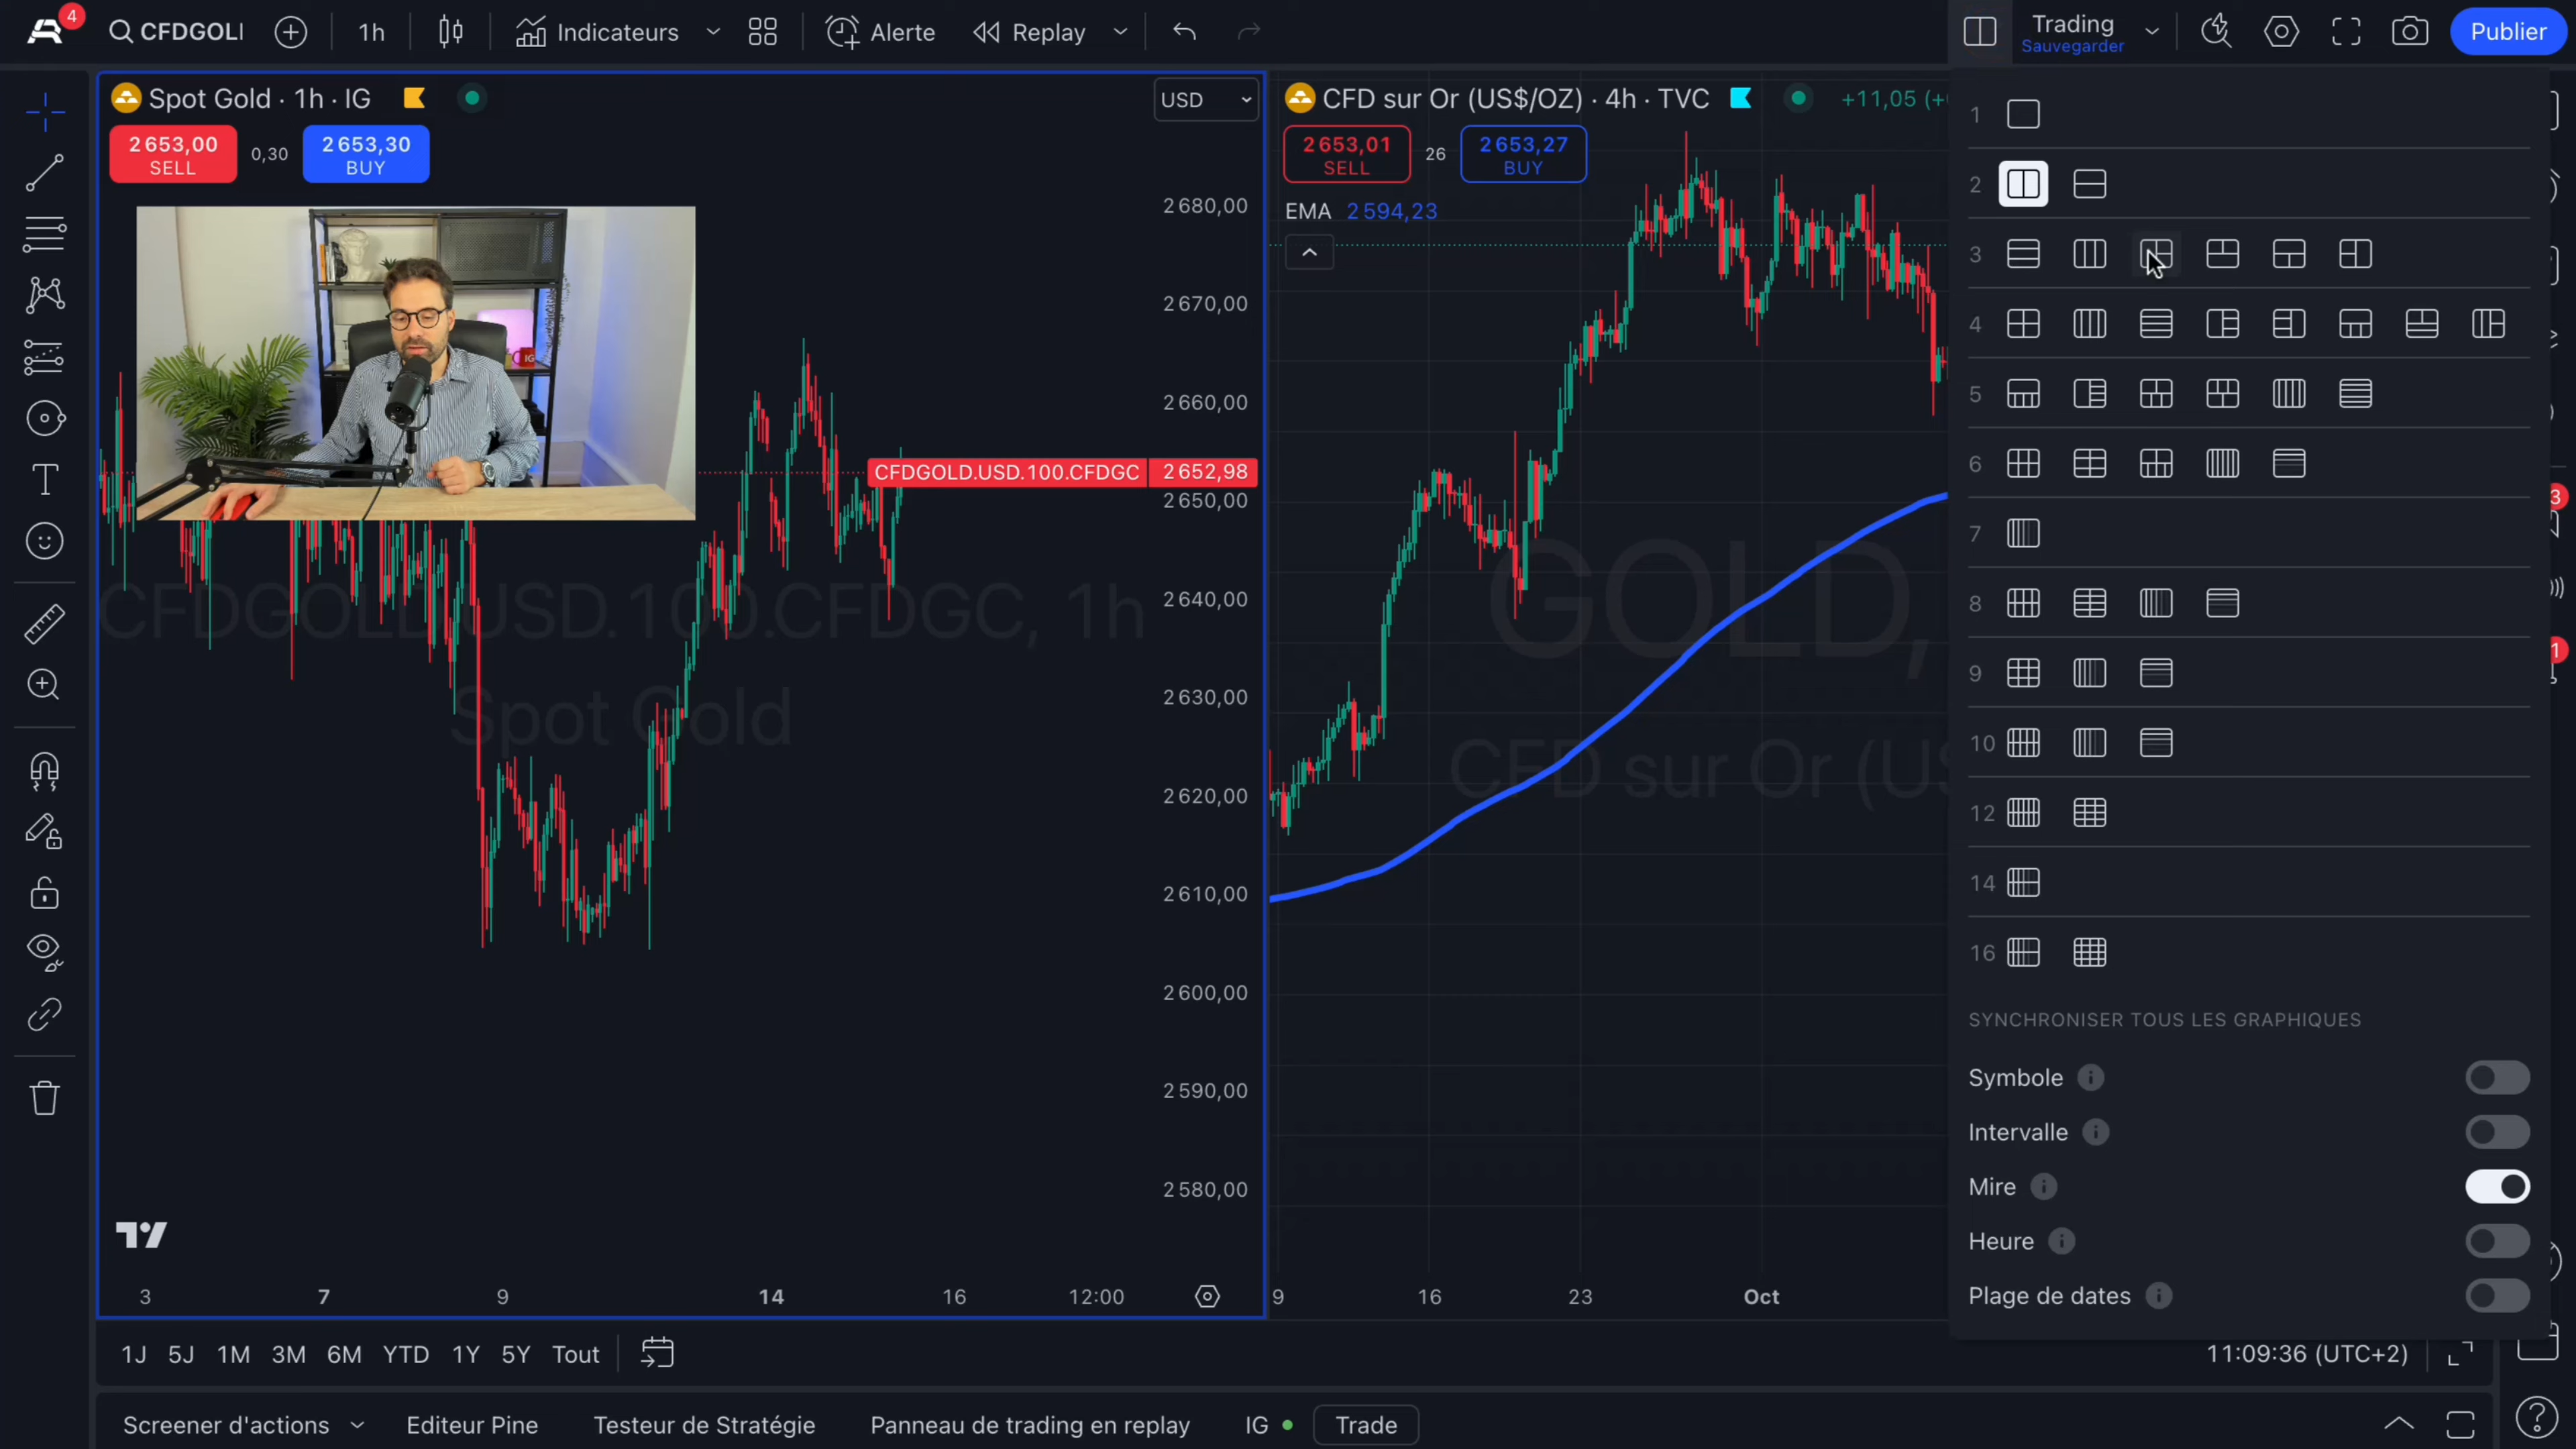 4
CFDGOLI
1h
Indicateurs
Alerte
Replay
Trading
Sauvegarder
Publier
Spot Gold · 1h · IG
USD
2 653,00
SELL
0,30
2 653,30
BUY
CFD sur Or (US$/OZ) · 4h · TVC
+11,05
2 653,01
SELL
26
2 653,27
BUY
EMA 2 594,23
2 680,00
2 670,00
2 660,00
CFDGOLD.USD.100.CFDGC 2 652,98
2 650,00
2 640,00
2 630,00
2 620,00
2 610,00
2 600,00
2 590,00
2 580,00
CFDGOLD.USD.100.CFDGC, 1h
Spot Gold
GOLD,
CFD sur Or (US
IG
3
7
9
14
16
12:00
9
16
23
Oct
1
2
3
4
5
6
7
8
9
10
12
14
16
SYNCHRONISER TOUS LES GRAPHIQUES
Symbole
Intervalle
Mire
Heure
Plage de dates
3
1
1J 5J 1M 3M 6M YTD 1Y 5Y Tout
11:09:36 (UTC+2)
Screener d'actions
Editeur Pine
Testeur de Stratégie
Panneau de trading en replay
IG
Trade